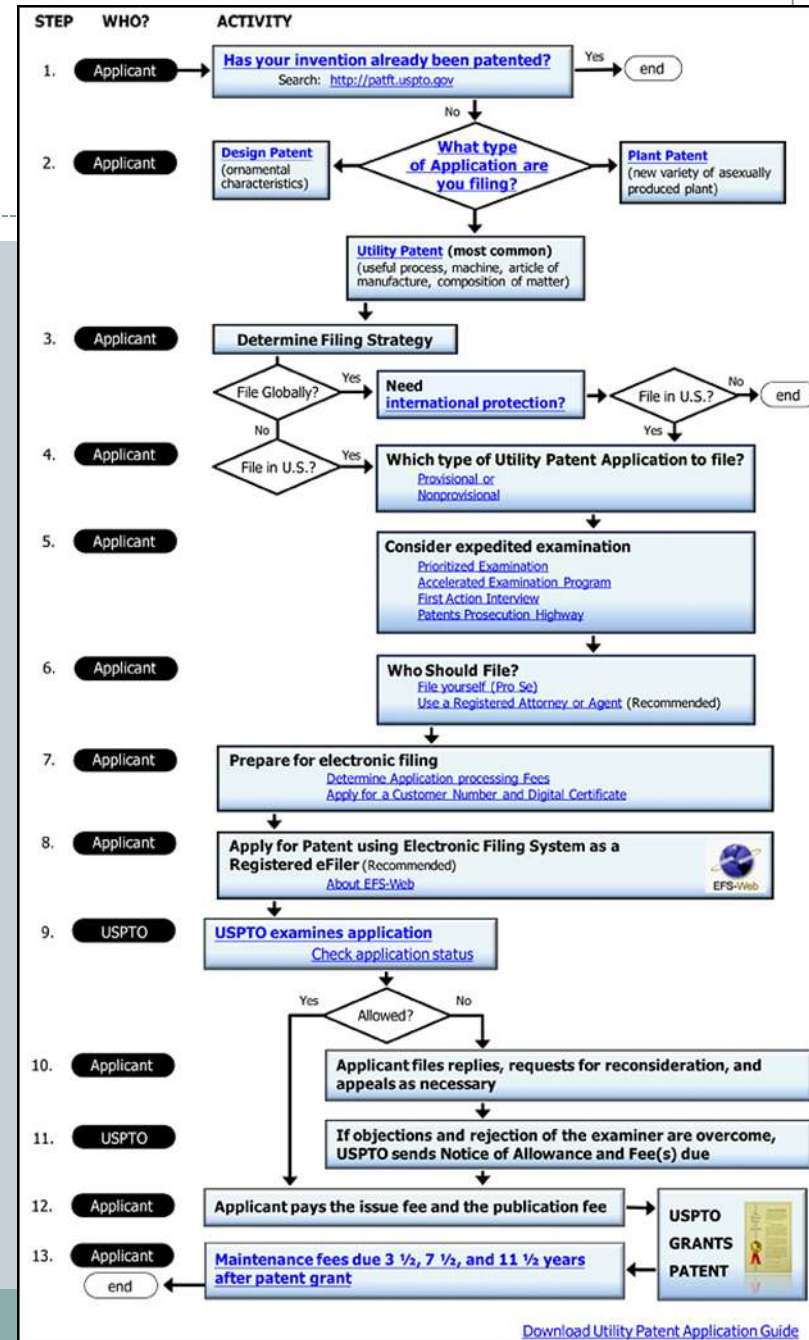 STEP WHO? ACTIVITY
1. Applicant
Has your invention already been patented?
Search: http://patft.uspto.gov
Yes
end
No
2. Applicant
Design Patent
(ornamental
characteristics)
What type
of Application are
you filing?
Plant Patent
(new variety of asexually
produced plant)
Utility Patent (most common)
(useful process, machine, article of
manufacture, composition of matter)
3. Applicant
Determine Filing Strategy
File Globally?
Yes
Need
international protection?
File in U.S.?
No
end
No
Yes
4. Applicant
File in U.S.?
Yes
Which type of Utility Patent Application to file?
Provisional or
Nonprovisional
5. Applicant
Consider expedited examination
Prioritized Examination
Accelerated Examination Program
First Action Interview
Patents Prosecution Highway
6. Applicant
Who Should File?
File yourself (Pro Se)
Use a Registered Attorney or Agent (Recommended)
7. Applicant
Prepare for electronic filing
Determine Application processing Fees
Apply for a Customer Number and Digital Certificate
8. Applicant
Apply for Patent using Electronic Filing System as a
Registered eFiler (Recommended)
About EFS-Web
EFS-Web
9. USPTO
USPTO examines application
Check application status
Yes
Allowed?
No
10. Applicant
Applicant files replies, requests for reconsideration, and
appeals as necessary
11. USPTO
If objections and rejection of the examiner are overcome,
USPTO sends Notice of Allowance and Fee(s) due
12. Applicant
Applicant pays the issue fee and the publication fee
USPTO
GRANTS
PATENT
13. Applicant
Maintenance fees due 3 ½, 7 ½, and 11 ½ years
after patent grant
end
Download Utility Patent Application Guide